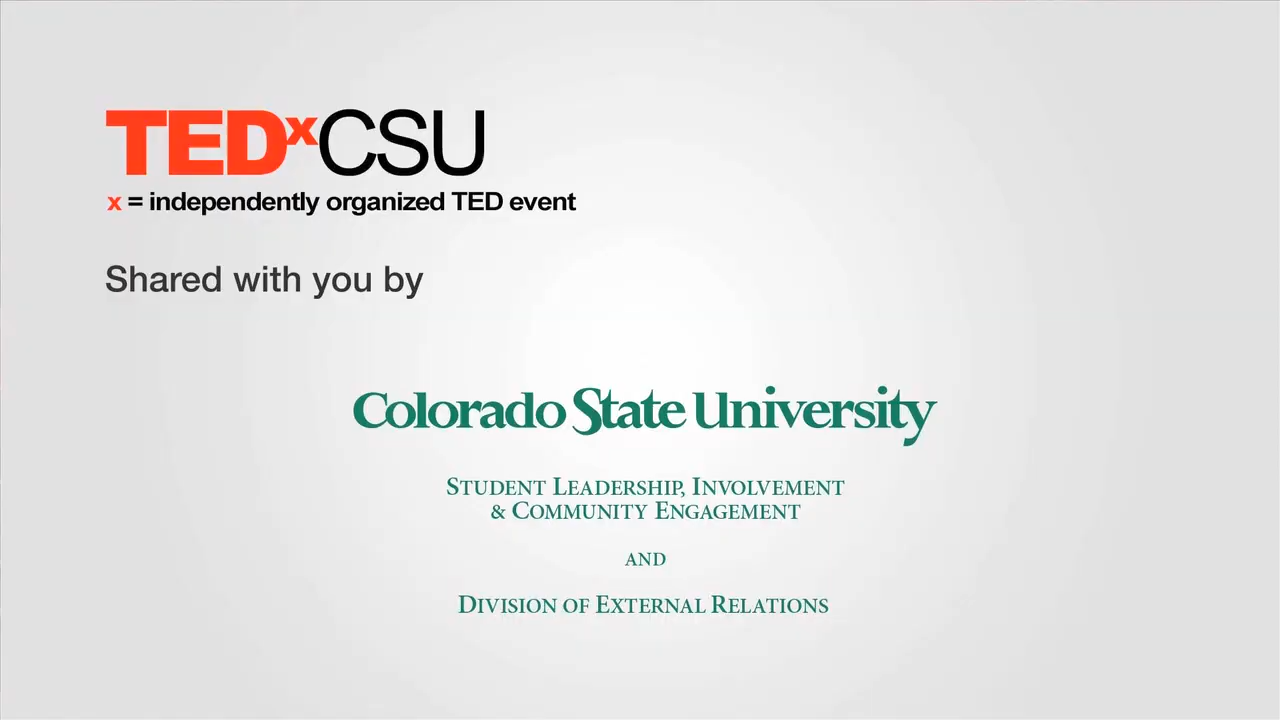 TEDxCSU
x = independently organized TED event
Shared with you by
Colorado State University
Student Leadership, Involvement
& Community Engagement
and
Division of External Relations